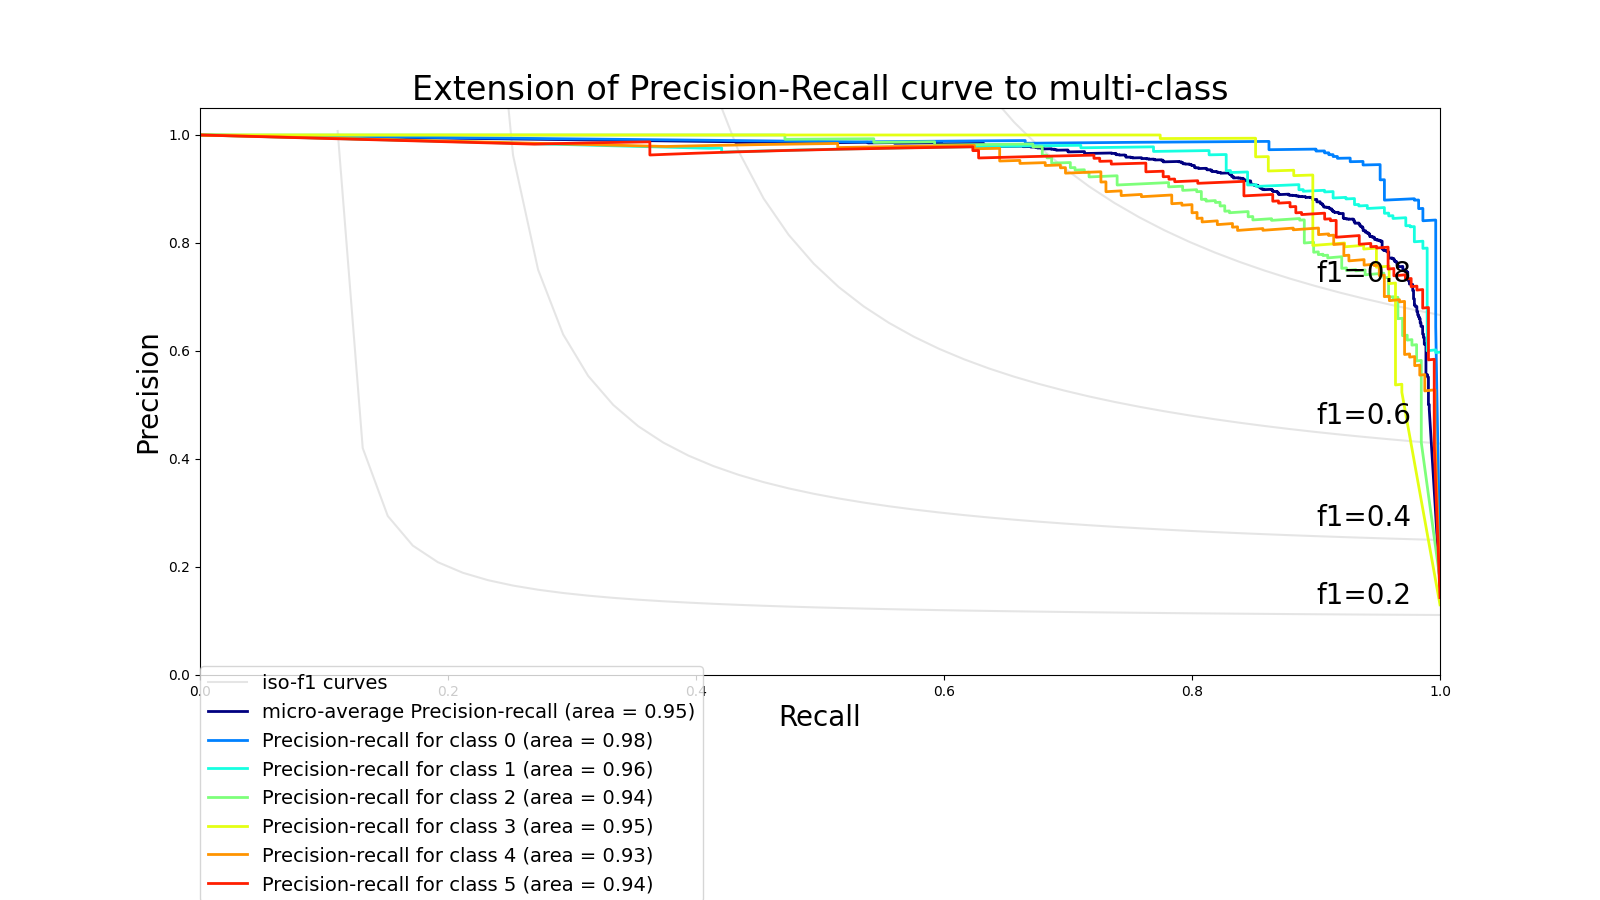 Extension of Precision-Recall curve to multi-class
Precision
1.0
0.8
0.6
0.4
0.2
0.0
f1=0.8
f1=0.6
f1=0.4
f1=0.2
0.0
0.2
0.4
0.6
0.8
1.0
Recall
iso-f1 curves
micro-average Precision-recall (area = 0.95)
Precision-recall for class 0 (area = 0.98)
Precision-recall for class 1 (area = 0.96)
Precision-recall for class 2 (area = 0.94)
Precision-recall for class 3 (area = 0.95)
Precision-recall for class 4 (area = 0.93)
Precision-recall for class 5 (area = 0.94)